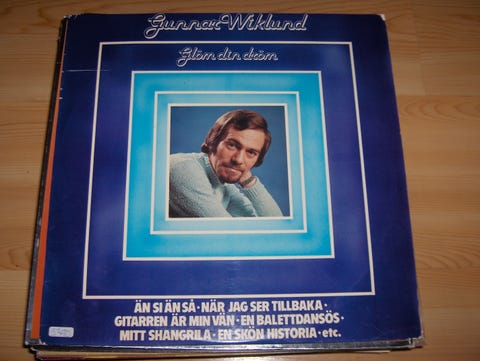 Gunnar Wiklund
Glöm din dröm
ÄN SI ÄN SÅ · NÄR JAG SER TILLBAKA ·
GITARREN ÄR MIN VÄN · EN BALETTDANSÖS ·
MITT SHANGRILA · EN SKÖN HISTORIA · etc.